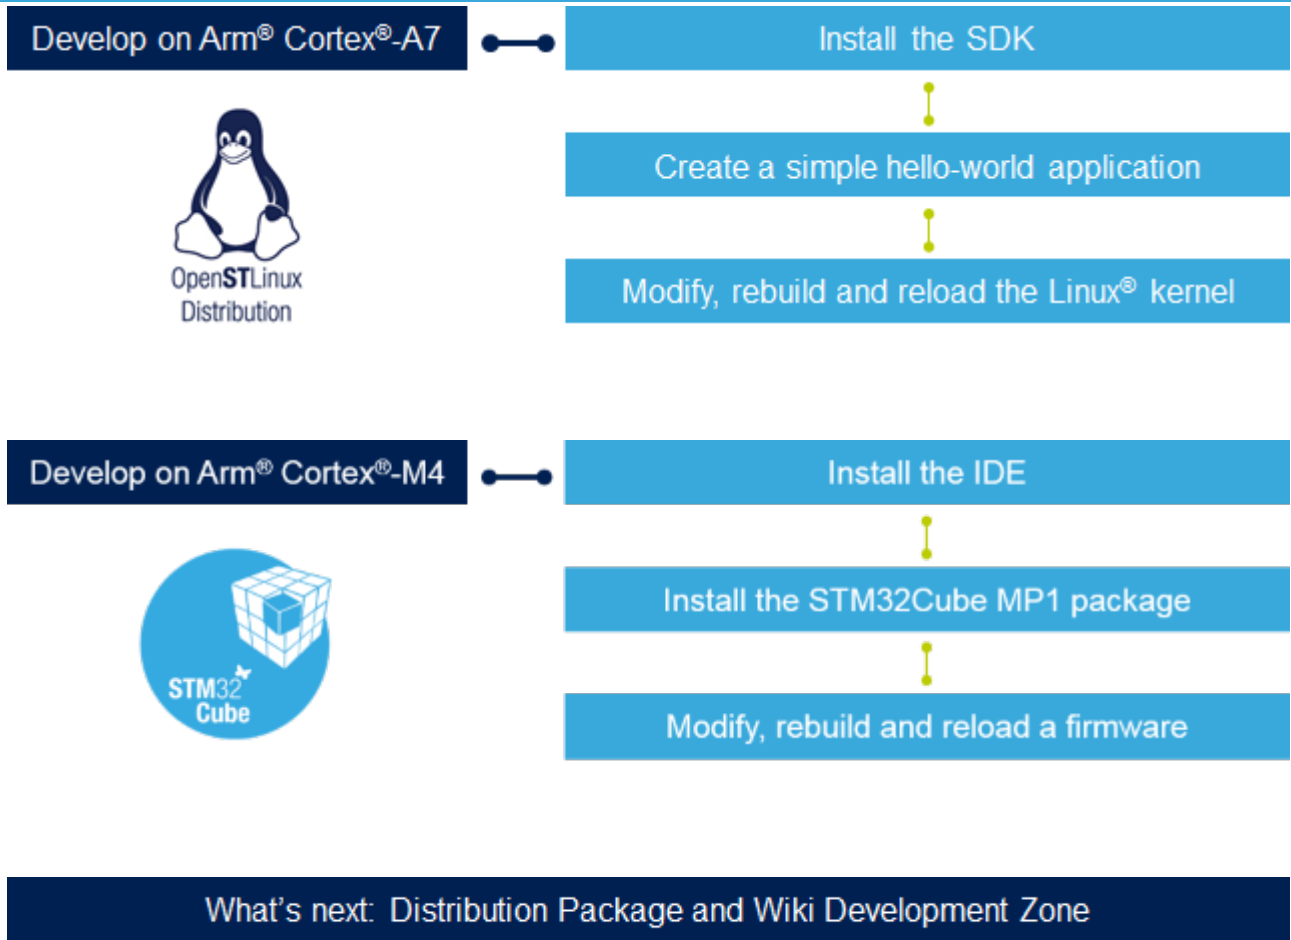 Develop on Arm® Cortex®-A7
Install the SDK
Create a simple hello-world application
OpenSTLinux
Distribution
Modify, rebuild and reload the Linux® kernel
Develop on Arm® Cortex®-M4
Install the IDE
Install the STM32Cube MP1 package
STM32
Cube
Modify, rebuild and reload a firmware
What's next: Distribution Package and Wiki Development Zone